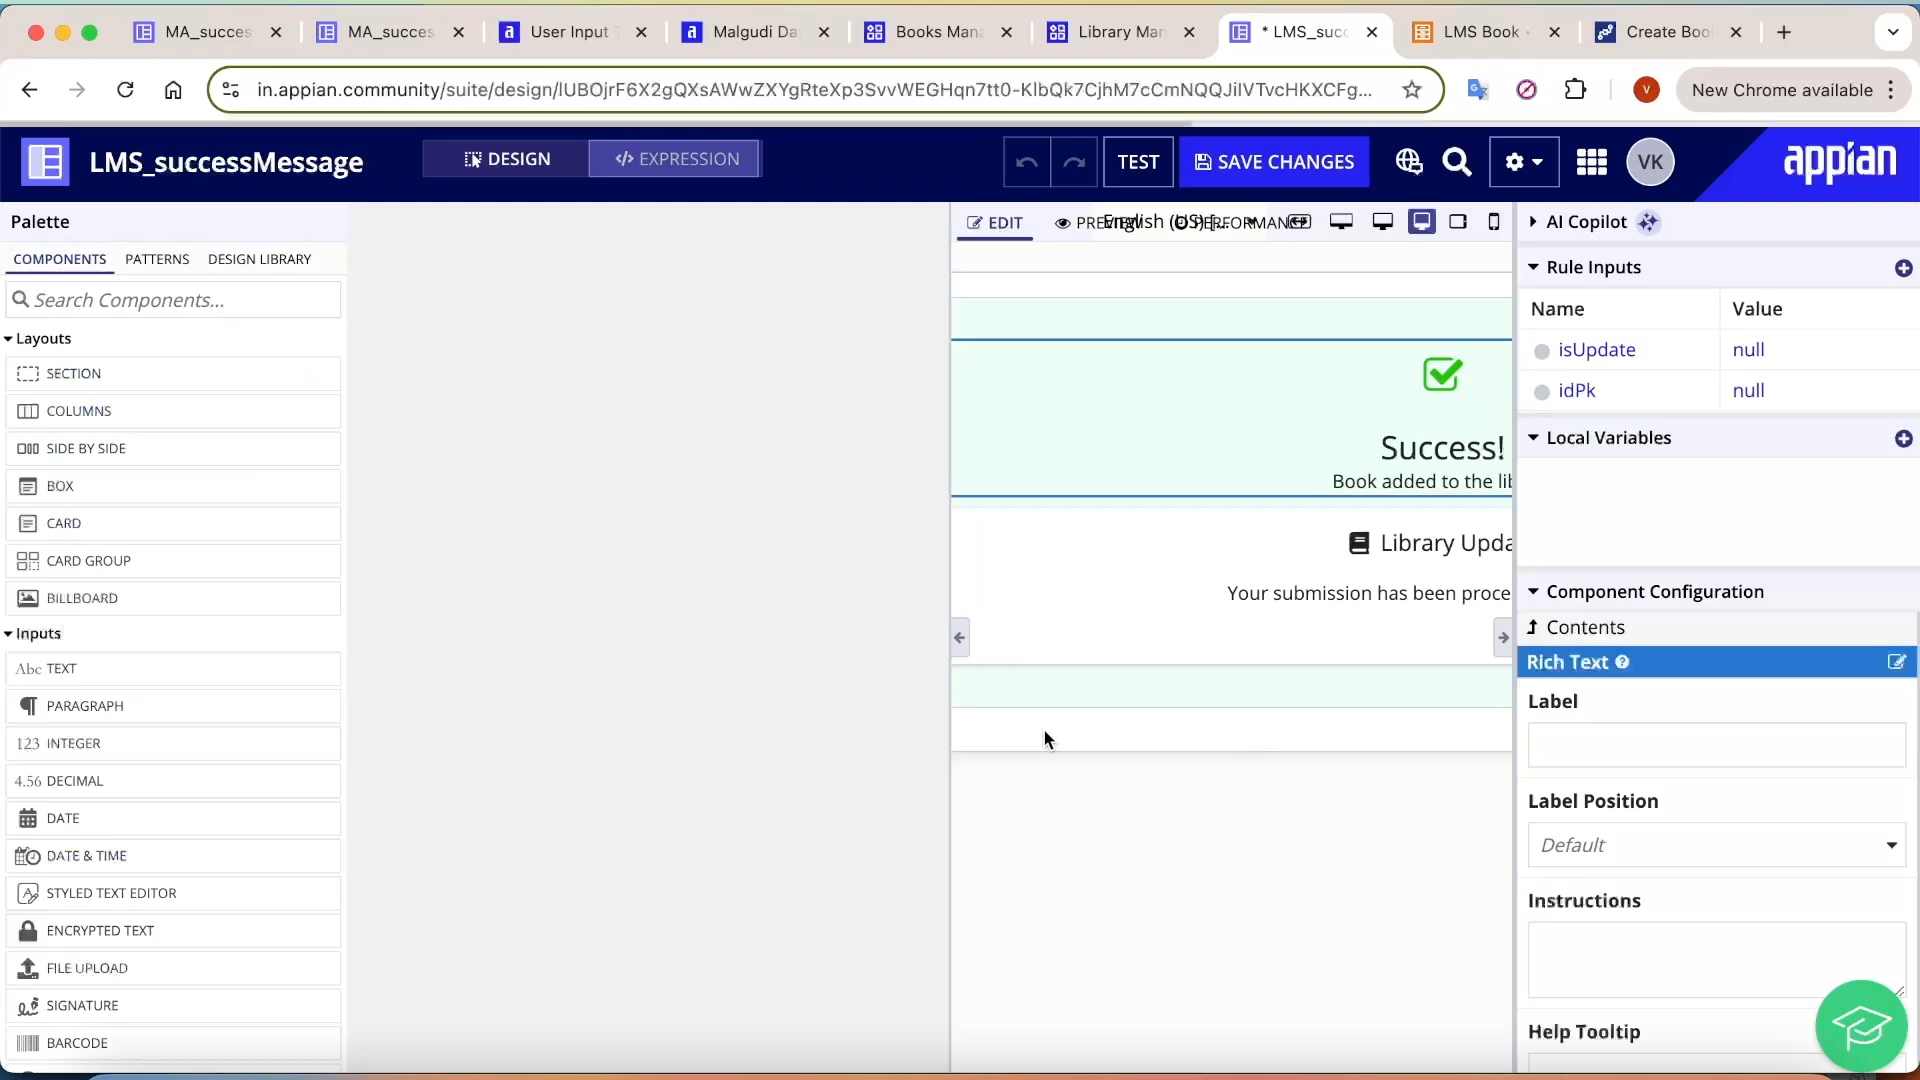 MA_succes
MA_succes
User Input
Malgudi Da
Books Mana
Library Man
* LMS_succ
LMS Book
Create Boo
in.appian.community/suite/design/lUBOjrF6X2gQXsAWwZXYgRteXp3SvvWEGHqn7tt0-KlbQk7CjhM7cCmNQQJiIVTvcHKXCFg...
V
New Chrome available
LMS_successMessage
DESIGN
</> EXPRESSION
TEST
SAVE CHANGES
VK
appian
Palette
COMPONENTS
PATTERNS
DESIGN LIBRARY
Search Components...
Layouts
SECTION
COLUMNS
SIDE BY SIDE
BOX
CARD
CARD GROUP
BILLBOARD
Inputs
Abc TEXT
PARAGRAPH
123 INTEGER
4.56 DECIMAL
DATE
DATE & TIME
STYLED TEXT EDITOR
ENCRYPTED TEXT
FILE UPLOAD
SIGNATURE
BARCODE
EDIT
English (US) [...
Success!
Book added to the lib
Library Upda
Your submission has been proce
AI Copilot
Rule Inputs
Name Value
isUpdate null
idPk null
Local Variables
Component Configuration
Contents
Rich Text
Label
Label Position
Default
Instructions
Help Tooltip